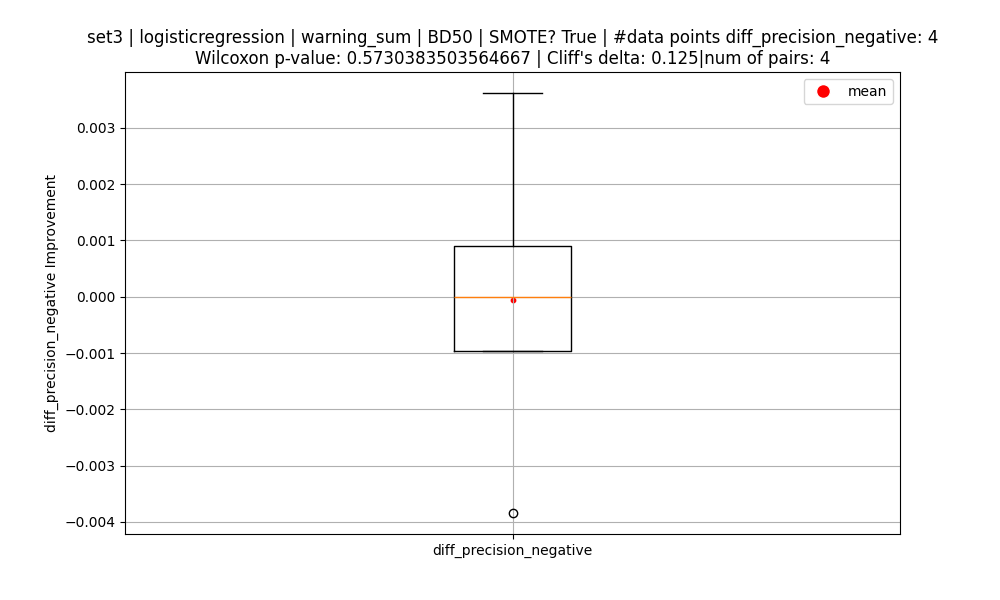 set3 | logisticregression | warning_sum | BD50 | SMOTE? True | #data points diff_precision_negative: 4
Wilcoxon p-value: 0.5730383503564667 | Cliff's delta: 0.125|num of pairs: 4
mean
0.003
0.002
0.001
0.000
−0.001
−0.002
−0.003
−0.004
diff_precision_negative Improvement
diff_precision_negative